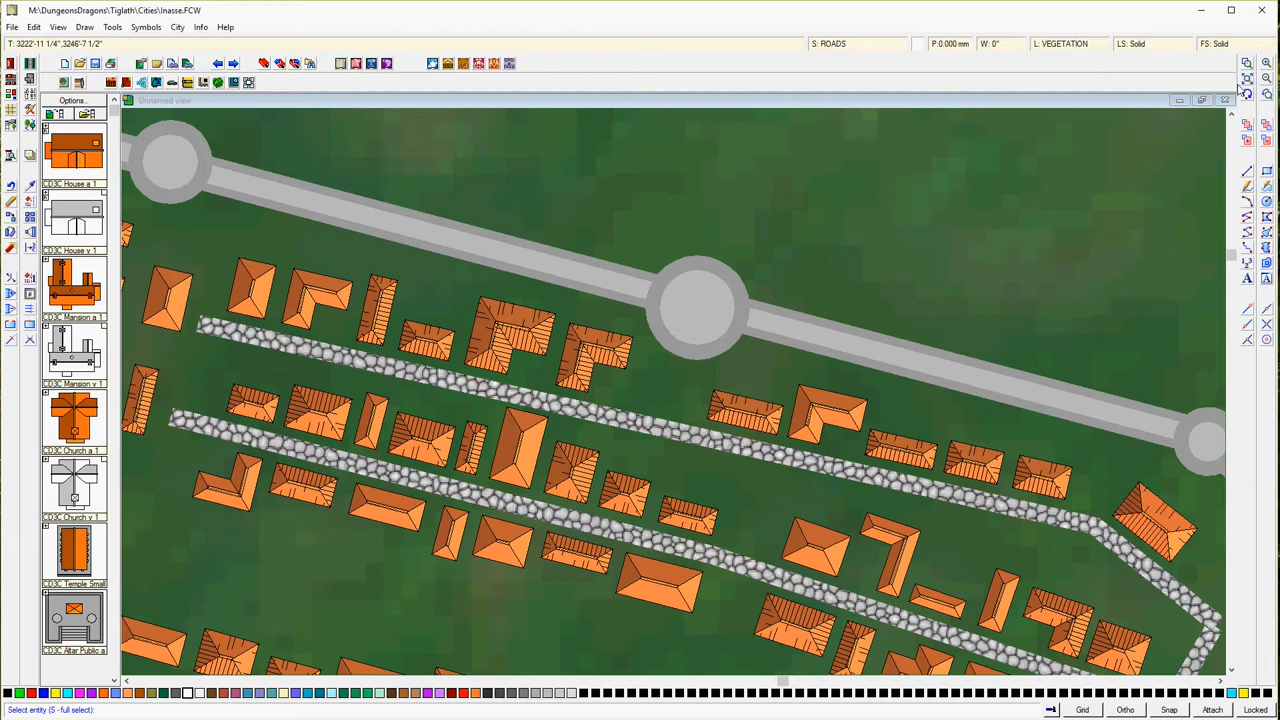 M:\DungeonsDragons\Tiglath\Cities\Inasse.FCW
File Edit View Draw Tools Symbols City Info Help
T: 3222'-11 1/4",3246'-7 1/2" S: ROADS P:0.000 mm W: 0" L: VEGETATION LS: Solid FS: Solid
Options..
Unnamed view
CD3C House a 1
CD3C House v 1
CD3C Mansion a 1
CD3C Mansion v 1
CD3C Church a 1
CD3C Church v 1
CD3C Temple Small
CD3C Altar Public a
Select entity (S - full select):
Grid Ortho Snap Attach Locked